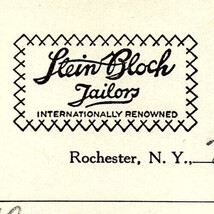 Stein Bloch
Tailors
INTERNATIONALLY RENOWNED
Rochester, N. Y.,